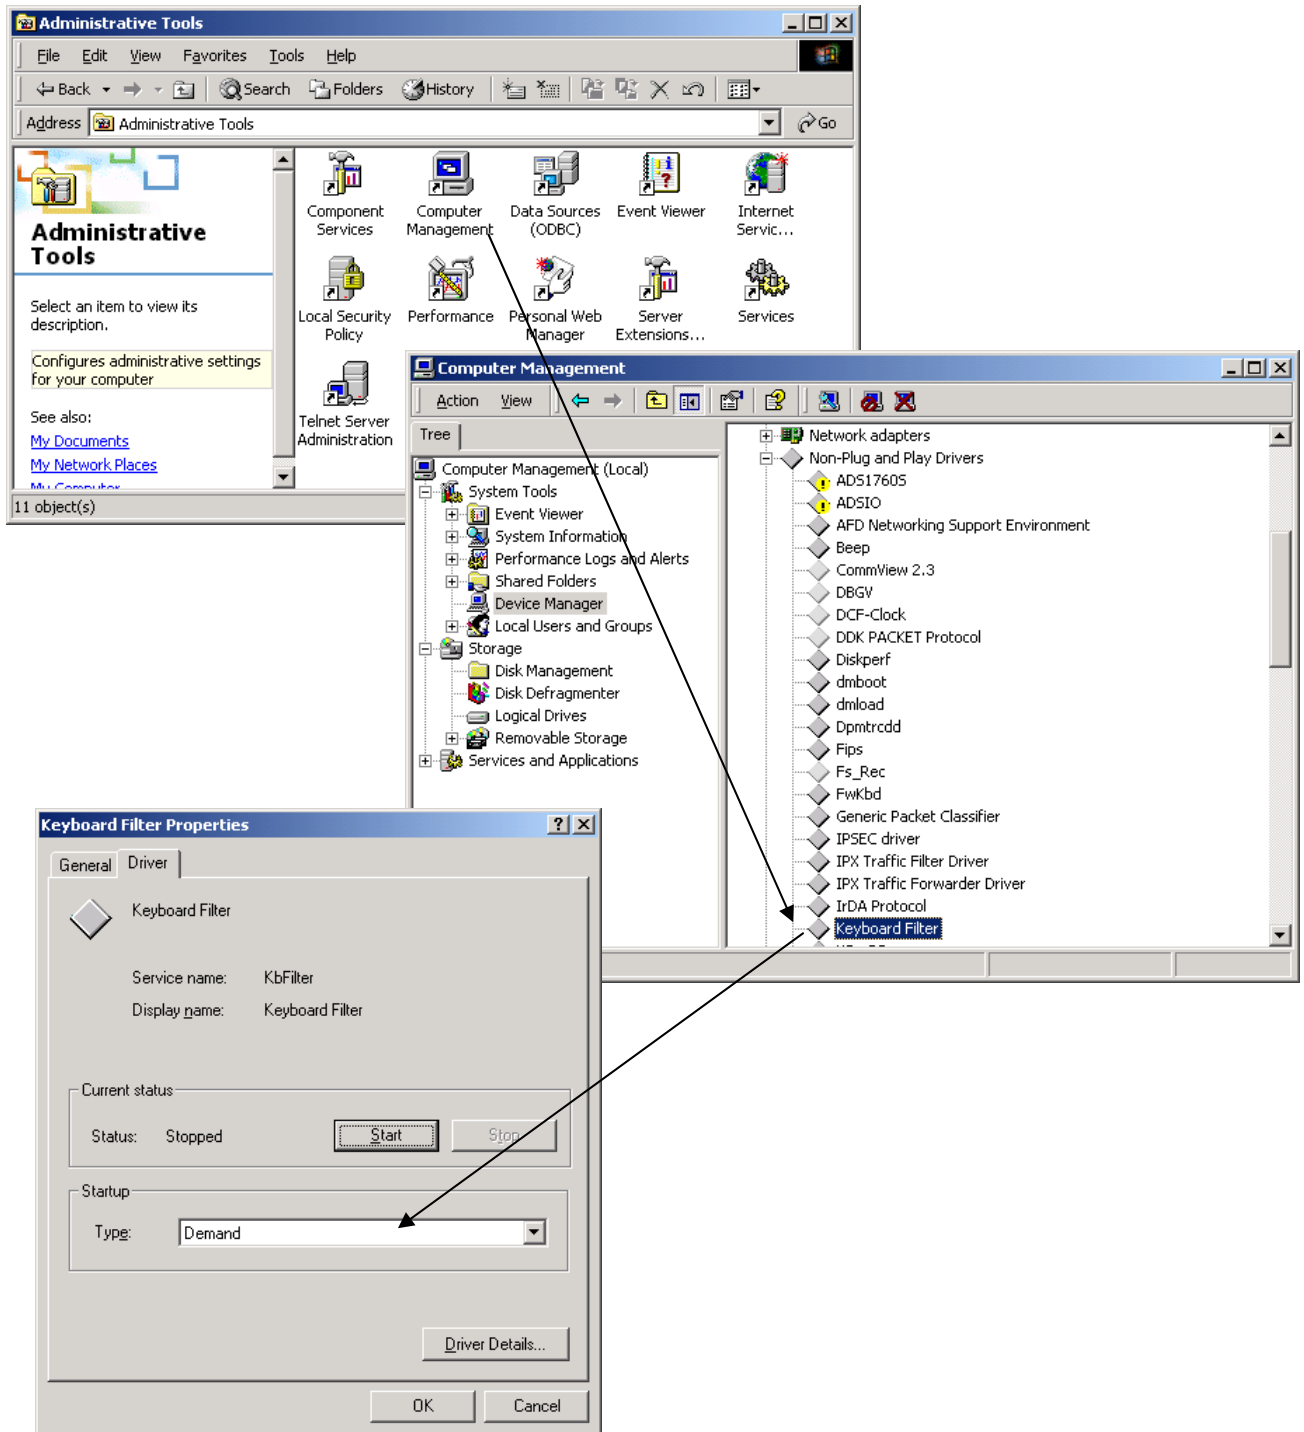 Administrative Tools
File Edit View Favorites Tools Help
Back Search Folders History
Address Administrative Tools Go
Administrative
Tools
Select an item to view its
description.
Configures administrative settings
for your computer
See also:
My Documents
My Network Places
My Computer
Component
Services
Computer
Management
Data Sources
(ODBC)
Event Viewer
Internet
Servic...
Local Security
Policy
Performance
Personal Web
Manager
Server
Extensions...
Services
Telnet Server
Administration
11 object(s)
Computer Management
Action View
Tree
Computer Management (Local)
System Tools
Event Viewer
System Information
Performance Logs and Alerts
Shared Folders
Device Manager
Local Users and Groups
Storage
Disk Management
Disk Defragmenter
Logical Drives
Removable Storage
Services and Applications
Network adapters
Non-Plug and Play Drivers
ADS1760S
ADSIO
AFD Networking Support Environment
Beep
CommView 2.3
DBGV
DCF-Clock
DDK PACKET Protocol
Diskperf
dmboot
dmload
Dpmtrcdd
Fips
Fs_Rec
FwKbd
Generic Packet Classifier
IPSEC driver
IPX Traffic Filter Driver
IPX Traffic Forwarder Driver
IrDA Protocol
Keyboard Filter
Keyboard Filter Properties
General Driver
Keyboard Filter
Service name: KbFilter
Display name: Keyboard Filter
Current status
Status: Stopped Start Stop
Startup
Type: Demand
Driver Details...
OK Cancel